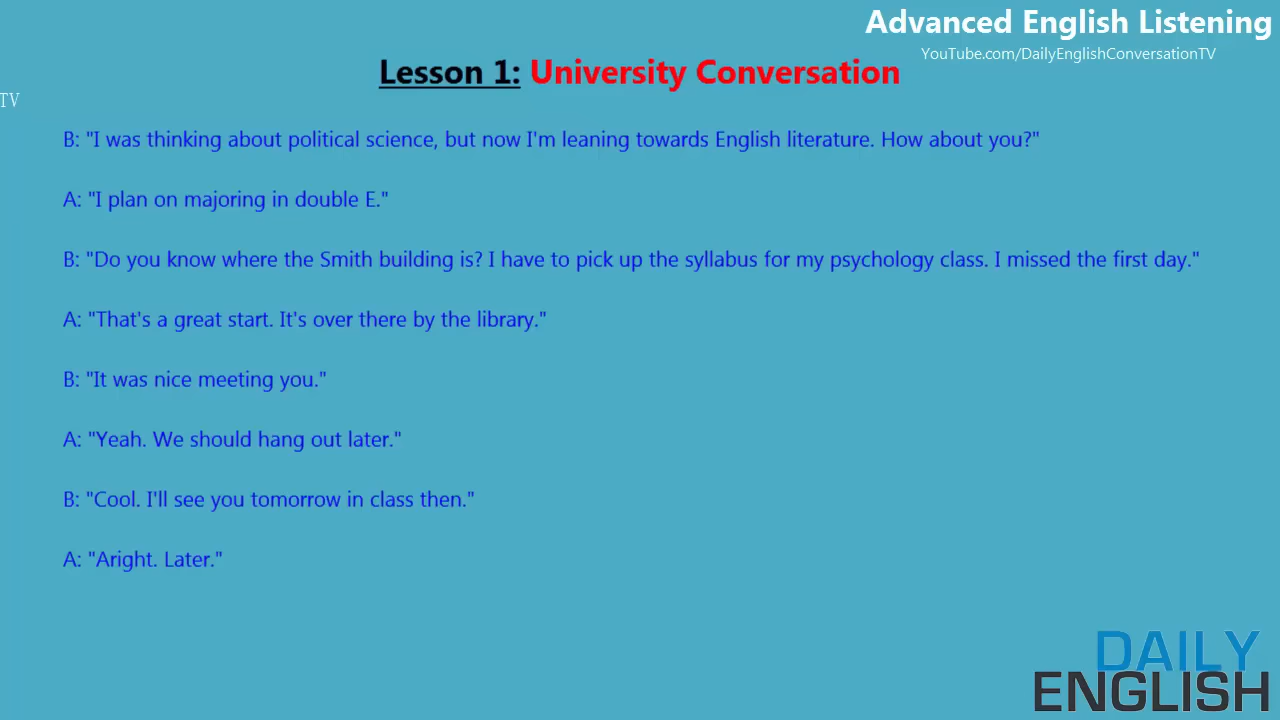 Advanced English Listening
YouTube.com/DailyEnglishConversationTV
Lesson 1: University Conversation
TV
B: "I was thinking about political science, but now I'm leaning towards English literature. How about you?"
A: "I plan on majoring in double E."
B: "Do you know where the Smith building is? I have to pick up the syllabus for my psychology class. I missed the first day."
A: "That's a great start. It's over there by the library."
B: "It was nice meeting you."
A: "Yeah. We should hang out later."
B: "Cool. I'll see you tomorrow in class then."
A: "Aright. Later."
DAILY
ENGLISH